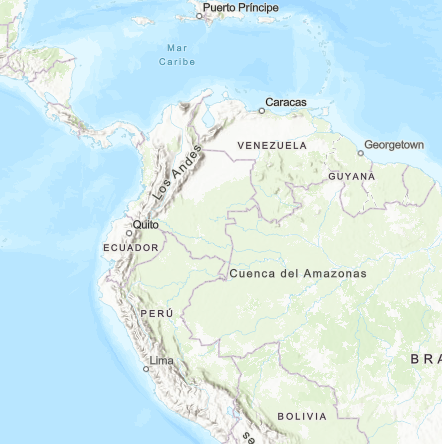 Puerto Príncipe
Mar
Caribe
Caracas
VENEZUELA
Georgetown
Los Andes
GUYANA
Quito
ECUADOR
Cuenca del Amazonas
PERÚ
Lima
BRA
BOLIVIA
es